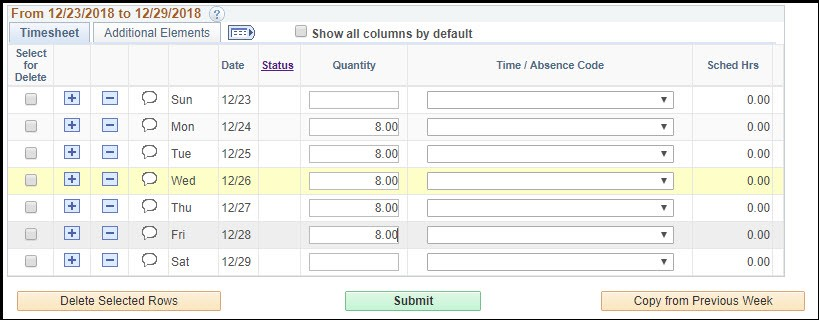 From 12/23/2018 to 12/29/2018 ?
Timesheet Additional Elements Show all columns by default
Select for Delete Date Status Quantity Time / Absence Code Sched Hrs
Sun 12/23 0.00
Mon 12/24 8.00 0.00
Tue 12/25 8.00 0.00
Wed 12/26 8.00 0.00
Thu 12/27 8.00 0.00
Fri 12/28 8.00 0.00
Sat 12/29 0.00
Delete Selected Rows Submit Copy from Previous Week